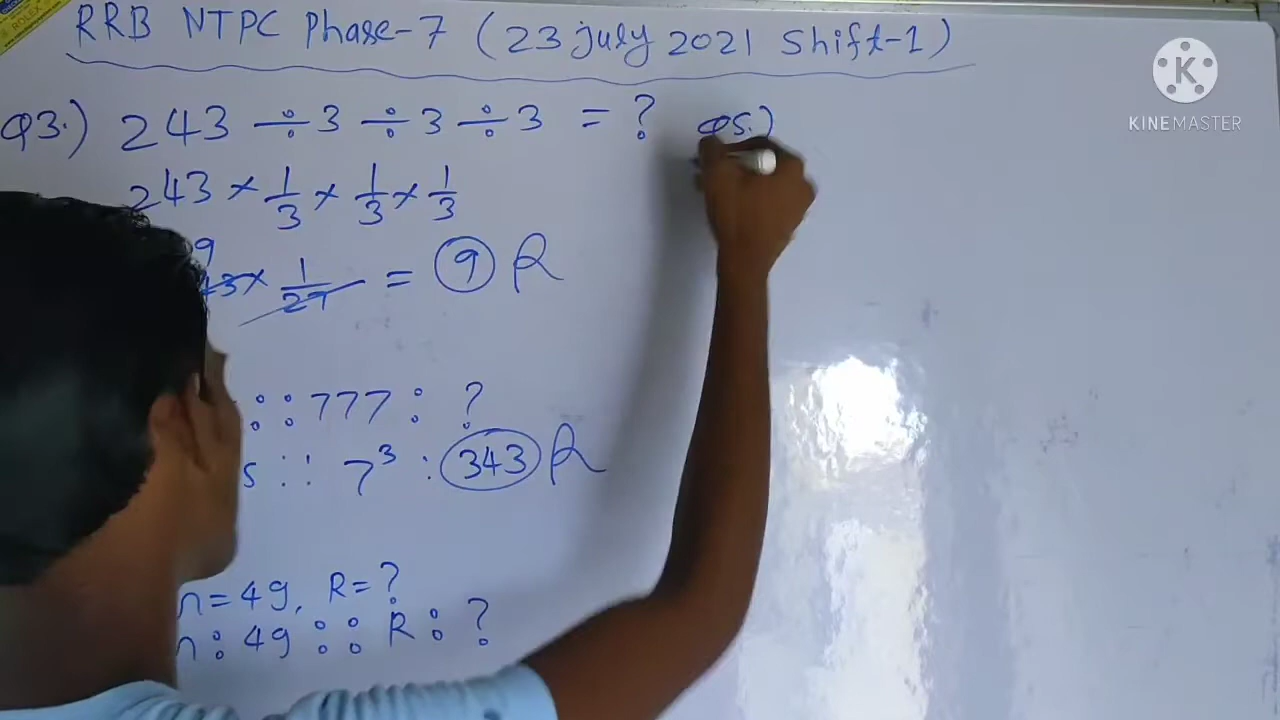 RRB NTPC Phase-7 (23 july 2021 Shift-1)
Q3.) 243 ÷ 3 ÷ 3 ÷ 3 = ?
243 × 1/3 × 1/3 × 1/3
9
43 × 1/27 = 9 R
: :: 777 : ?
s :: 7³ : 343 R
n = 49, R = ?
n : 49 :: R : ?
Q5.)
KINEMASTER